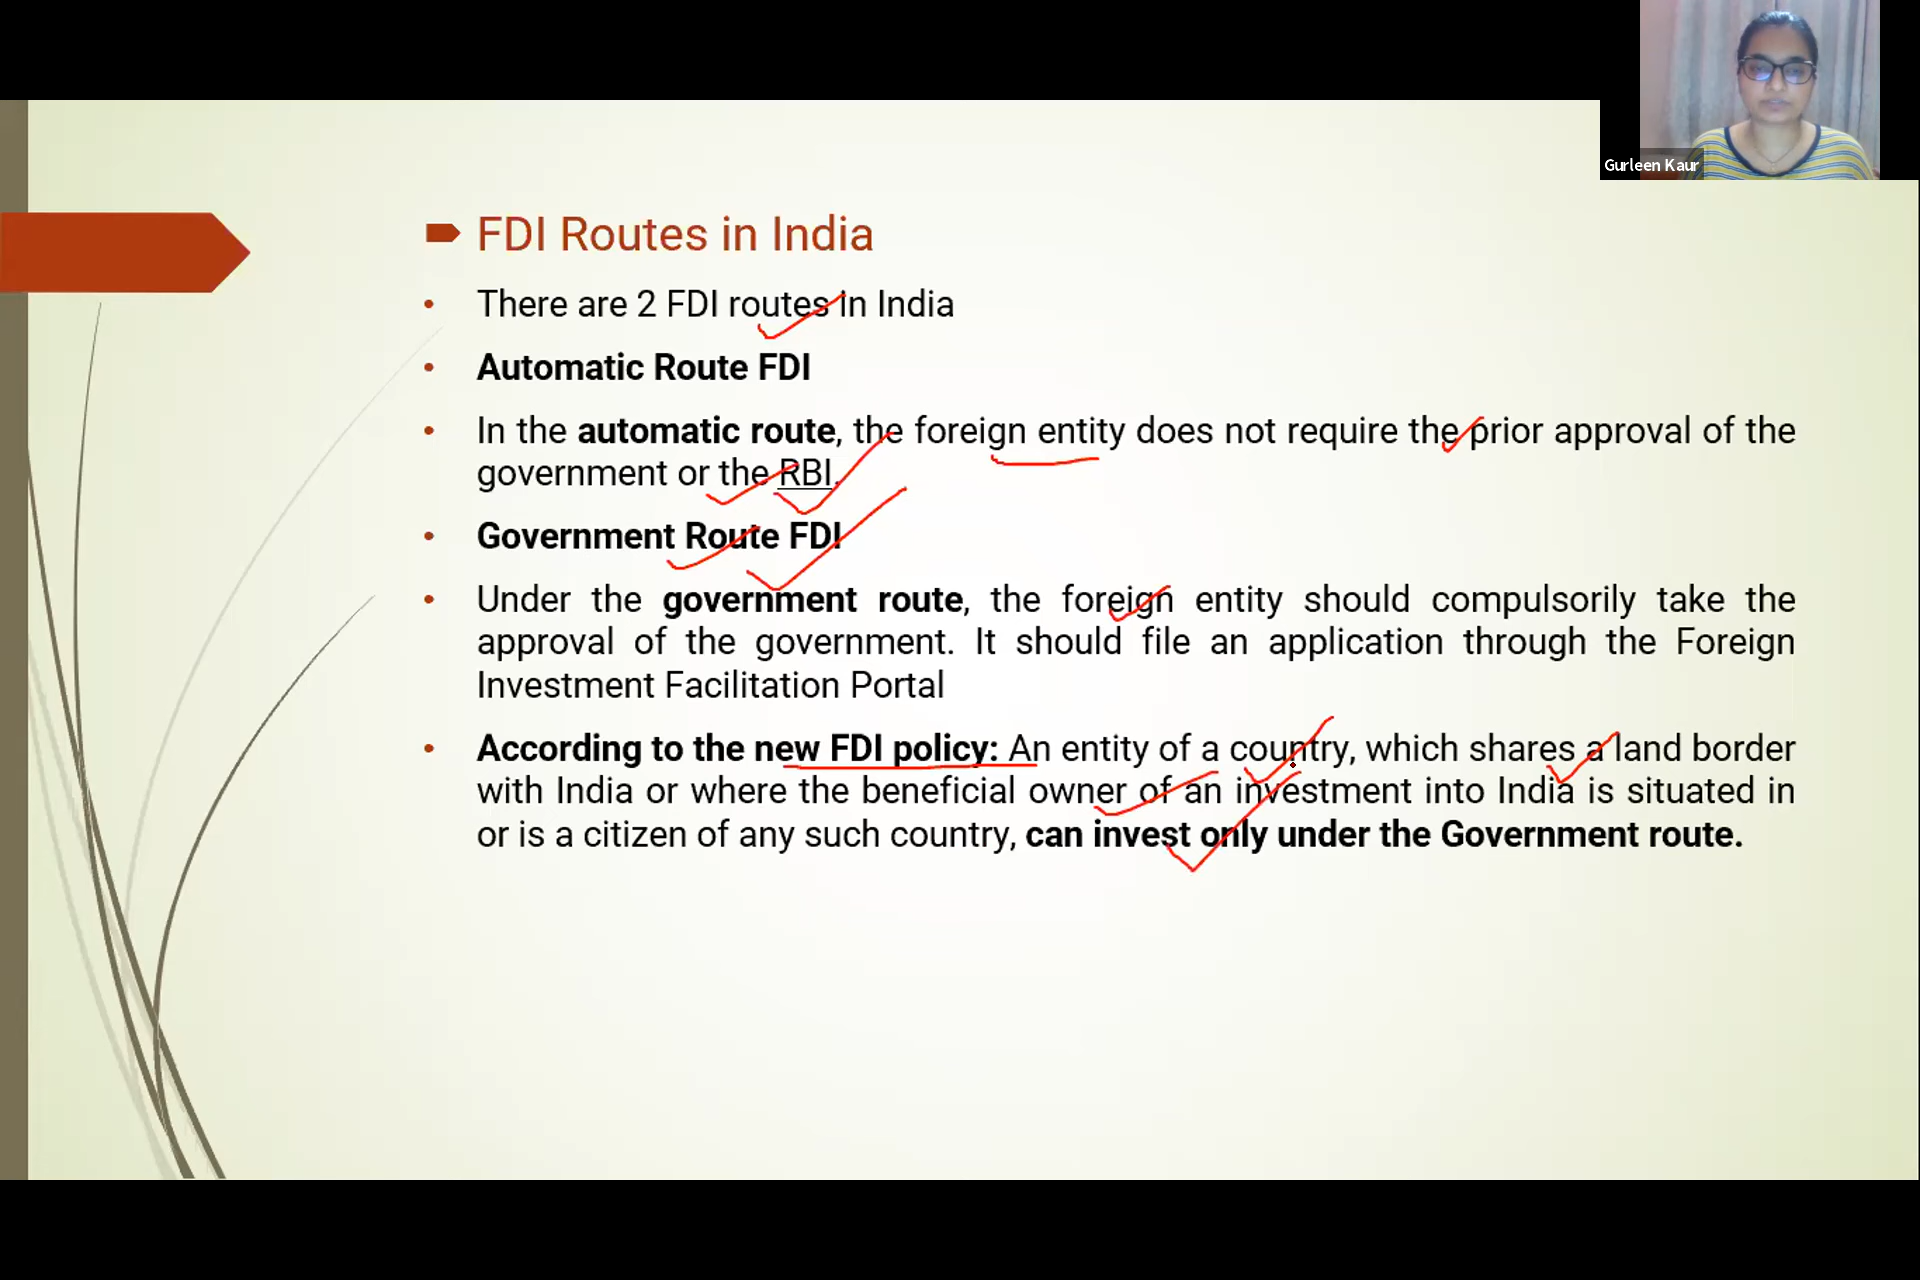 Gurleen Kaur
FDI Routes in India
• There are 2 FDI routes in India
• Automatic Route FDI
• In the automatic route, the foreign entity does not require the prior approval of the
government or the RBI.
• Government Route FDI
• Under the government route, the foreign entity should compulsorily take the
approval of the government. It should file an application through the Foreign
Investment Facilitation Portal
• According to the new FDI policy: An entity of a country, which shares a land border
with India or where the beneficial owner of an investment into India is situated in
or is a citizen of any such country, can invest only under the Government route.